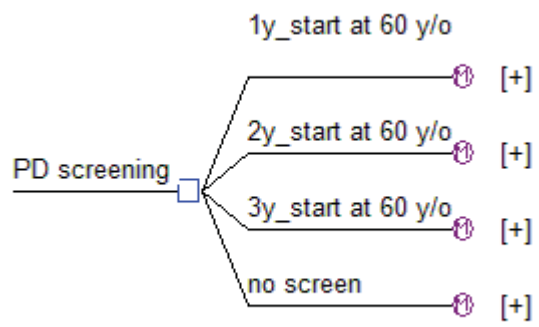 1y_start at 60 y/o
M [+]
2y_start at 60 y/o
M [+]
PD screening
3y_start at 60 y/o
M [+]
no screen
M [+]